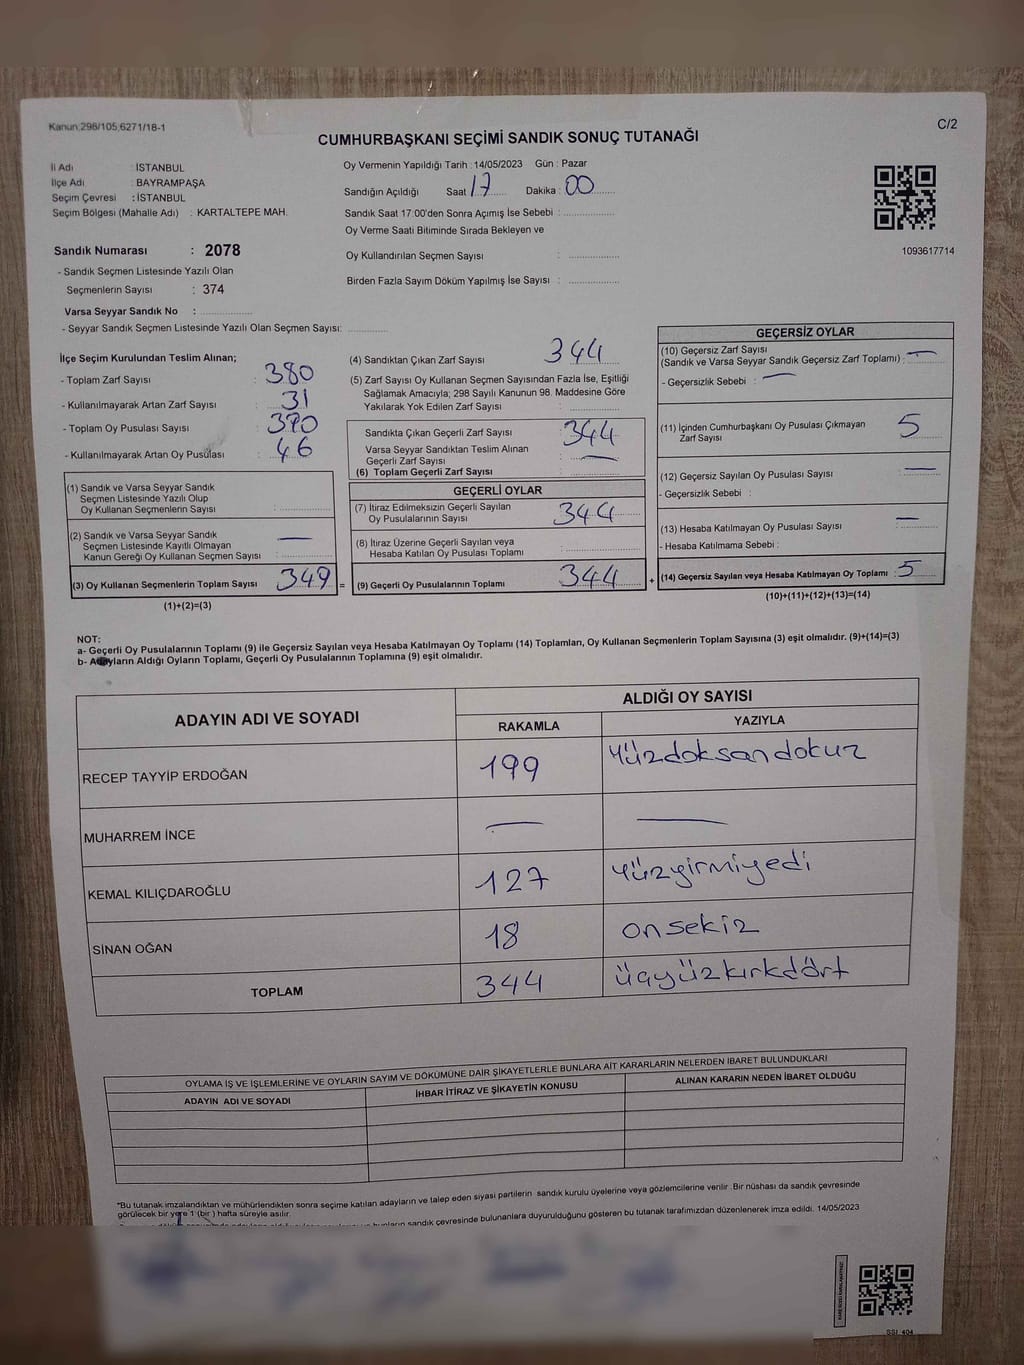 Kanun:298/105,6271/18-1
C/2
CUMHURBAŞKANI SEÇİMİ SANDIK SONUÇ TUTANAĞI
İl Adı : İSTANBUL
İlçe Adı : BAYRAMPAŞA
Seçim Çevresi : İSTANBUL
Seçim Bölgesi (Mahalle Adı) : KARTALTEPE MAH.
Oy Vermenin Yapıldığı Tarih : 14/05/2023 Gün : Pazar
Sandığın Açıldığı Saat 17 Dakika : 00
Sandık Saat 17:00'den Sonra Açılmış İse Sebebi :
Oy Verme Saati Bitiminde Sırada Bekleyen ve
Oy Kullandırılan Seçmen Sayısı :
Birden Fazla Sayım Döküm Yapılmış İse Sayısı :
1093617714
Sandık Numarası : 2078
- Sandık Seçmen Listesinde Yazılı Olan
Seçmenlerin Sayısı : 374
Varsa Seyyar Sandık No :
- Seyyar Sandık Seçmen Listesinde Yazılı Olan Seçmen Sayısı:
İlçe Seçim Kurulundan Teslim Alınan;
- Toplam Zarf Sayısı : 380
- Kullanılmayarak Artan Zarf Sayısı : 31
- Toplam Oy Pusulası Sayısı : 390
- Kullanılmayarak Artan Oy Pusulası : 46
(1) Sandık ve Varsa Seyyar Sandık
Seçmen Listesinde Yazılı Olup
Oy Kullanan Seçmenlerin Sayısı :
(2) Sandık ve Varsa Seyyar Sandık
Seçmen Listesinde Kayıtlı Olmayan
Kanun Gereği Oy Kullanan Seçmen Sayısı : —
(3) Oy Kullanan Seçmenlerin Toplam Sayısı : 349 =
(1)+(2)=(3)
(4) Sandıktan Çıkan Zarf Sayısı : 344
(5) Zarf Sayısı Oy Kullanan Seçmen Sayısından Fazla İse, Eşitliği
Sağlamak Amacıyla; 298 Sayılı Kanunun 98. Maddesine Göre
Yakılarak Yok Edilen Zarf Sayısı :
Sandıkta Çıkan Geçerli Zarf Sayısı : 344
Varsa Seyyar Sandıktan Teslim Alınan
Geçerli Zarf Sayısı : —
(6) Toplam Geçerli Zarf Sayısı :
GEÇERLİ OYLAR
(7) İtiraz Edilmeksizin Geçerli Sayılan
Oy Pusulalarının Sayısı : 344
(8) İtiraz Üzerine Geçerli Sayılan veya
Hesaba Katılan Oy Pusulası Toplamı :
(9) Geçerli Oy Pusulalarının Toplamı : 344 +
GEÇERSİZ OYLAR
(10) Geçersiz Zarf Sayısı
(Sandık ve Varsa Seyyar Sandık Geçersiz Zarf Toplamı) : —
- Geçersizlik Sebebi : —
(11) İçinden Cumhurbaşkanı Oy Pusulası Çıkmayan
Zarf Sayısı : 5
(12) Geçersiz Sayılan Oy Pusulası Sayısı : —
- Geçersizlik Sebebi :
(13) Hesaba Katılmayan Oy Pusulası Sayısı : —
- Hesaba Katılmama Sebebi :
(14) Geçersiz Sayılan veya Hesaba Katılmayan Oy Toplamı : 5
(10)+(11)+(12)+(13)=(14)
NOT:
a- Geçerli Oy Pusulalarının Toplamı (9) ile Geçersiz Sayılan veya Hesaba Katılmayan Oy Toplamı (14) Toplamları, Oy Kullanan Seçmenlerin Toplam Sayısına (3) eşit olmalıdır. (9)+(14)=(3)
b- Adayların Aldığı Oyların Toplamı, Geçerli Oy Pusulalarının Toplamına (9) eşit olmalıdır.
ADAYIN ADI VE SOYADI
ALDIĞI OY SAYISI
RAKAMLA YAZIYLA
RECEP TAYYİP ERDOĞAN 199 Yüzdoksandokuz
MUHARREM İNCE — —
KEMAL KILIÇDAROĞLU 127 Yüzyirmiyedi
SİNAN OĞAN 18 onsekiz
TOPLAM 344 üçyüzkırkdört
OYLAMA İŞ VE İŞLEMLERİNE VE OYLARIN SAYIM VE DÖKÜMÜNE DAİR ŞİKAYETLERLE BUNLARA AİT KARARLARIN NELERDEN İBARET BULUNDUKLARI
ADAYIN ADI VE SOYADI İHBAR İTİRAZ VE ŞİKAYETİN KONUSU ALINAN KARARIN NEDEN İBARET OLDUĞU
*Bu tutanak imzalandıktan ve mühürlendikten sonra seçime katılan adayların ve talep eden siyasi partilerin sandık kurulu üyelerine veya gözlemcilerine verilir. Bir nüshası da sandık çevresinde
görülecek bir yere 1 (bir) hafta süreyle asılır.
bunların sandık çevresinde bulunanlara duyurulduğunu gösteren bu tutanak tarafımızdan düzenlenerek imza edildi. 14/05/2023
SSI 404